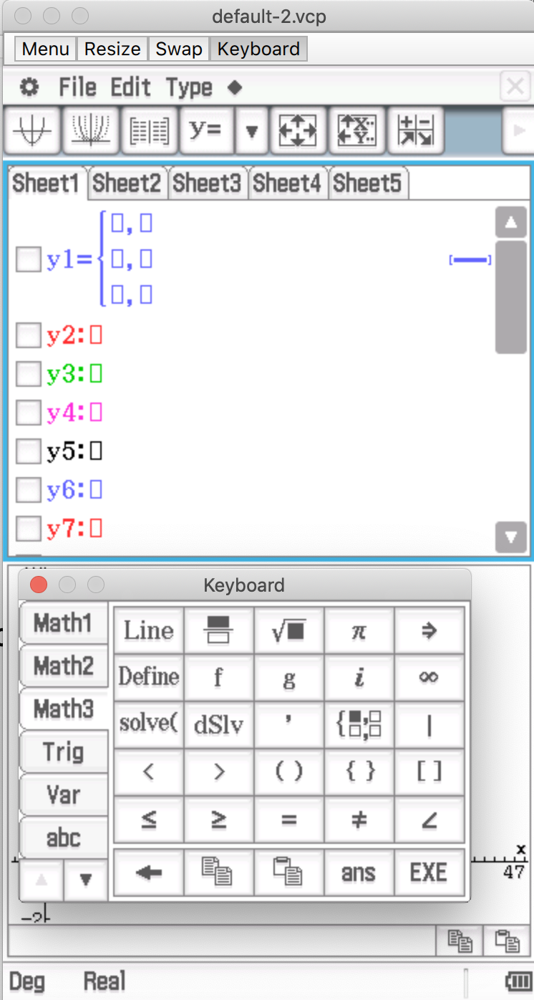 default-2.vcp
Menu Resize Swap Keyboard
File Edit Type
y=
X:
Y:
Sheet1 Sheet2 Sheet3 Sheet4 Sheet5
y1={▯,▯
▯,▯
▯,▯
y2:▯
y3:▯
y4:▯
y5:▯
y6:▯
y7:▯
Keyboard
Math1
Math2
Math3
Trig
Var
abc
Line √■ π ⇒
Define f g i ∞
solve( dSlv ' {■,▯ |
< > ( ) { } [ ]
≤ ≥ = ≠ ∠
← ans EXE
x
47
-2
Deg Real